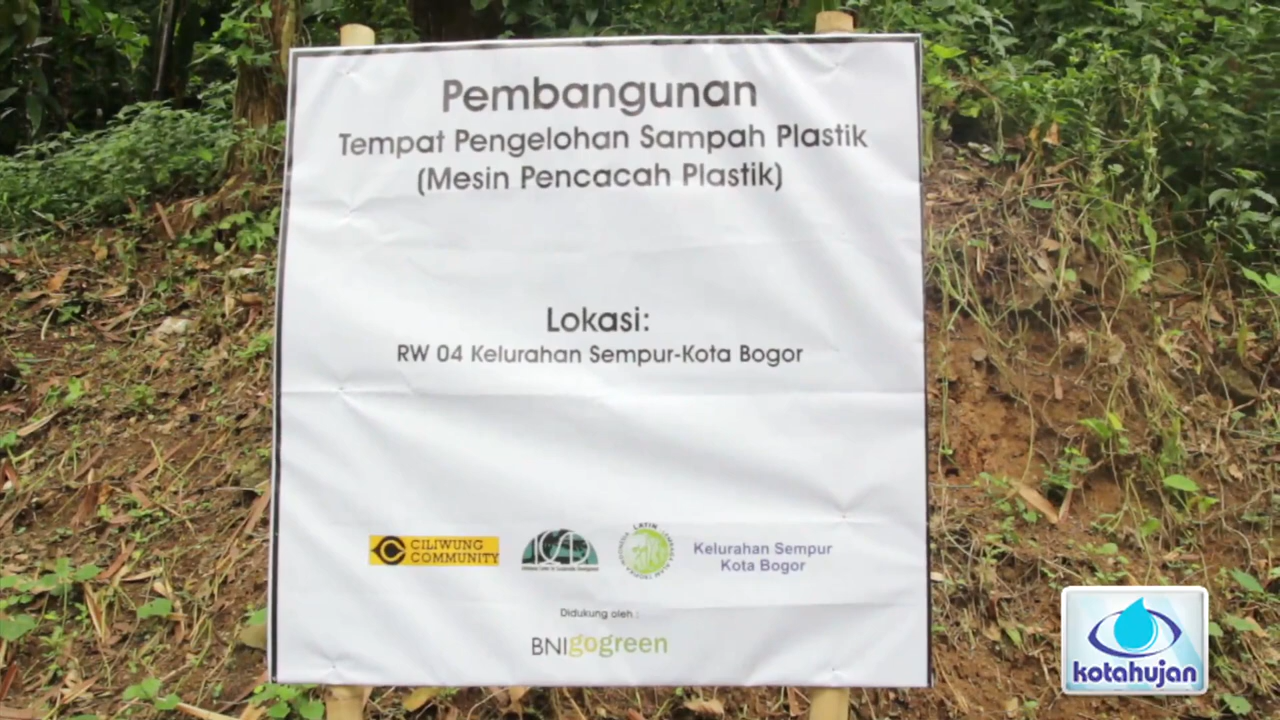 Pembangunan
Tempat Pengelohan Sampah Plastik
(Mesin Pencacah Plastik)
Lokasi:
RW 04 Kelurahan Sempur-Kota Bogor
CILIWUNG
COMMUNITY
LATIN
Kelurahan Sempur
Kota Bogor
Didukung oleh :
BNIgogreen
kotahujan